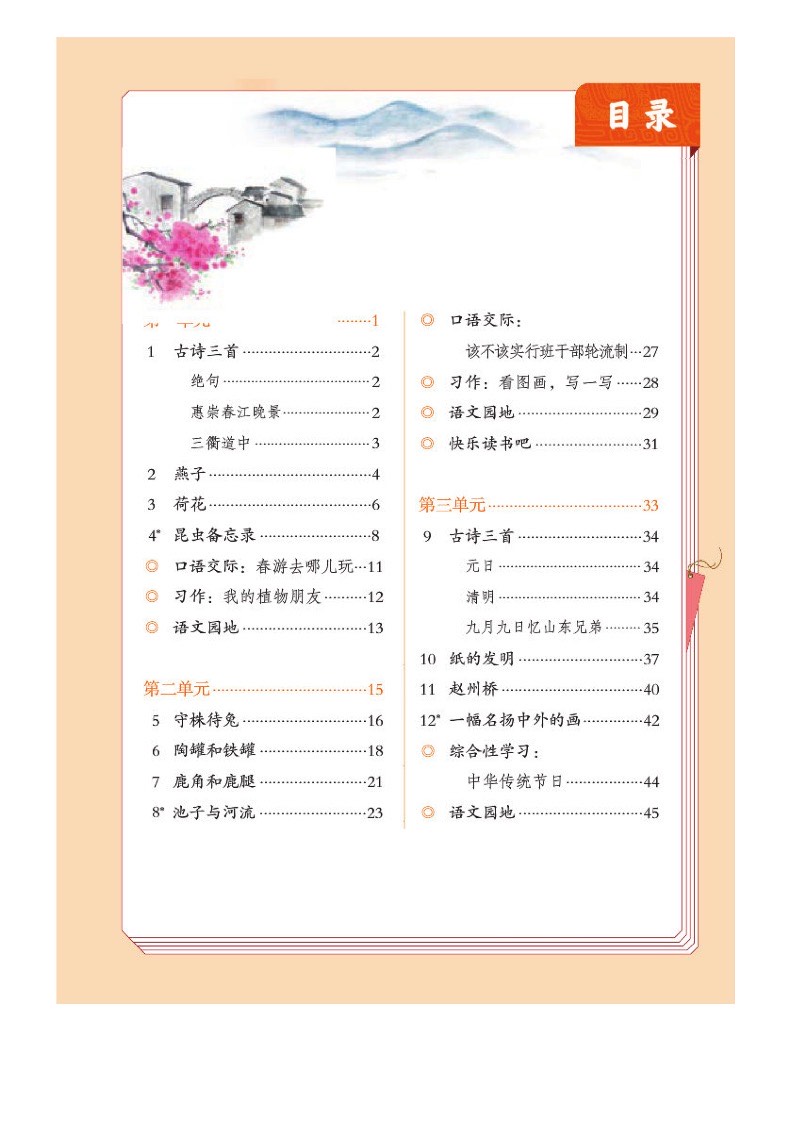 目录
第一单元········1
1 古诗三首····························2
绝句································2
惠崇春江晚景···················2
三衢道中·························3
2 燕子···································4
3 荷花···································6
4* 昆虫备忘录························8
◎ 口语交际：春游去哪儿玩···11
◎ 习作：我的植物朋友··········12
◎ 语文园地···························13
第二单元··································15
5 守株待兔···························16
6 陶罐和铁罐························18
7 鹿角和鹿腿························21
8* 池子与河流························23
◎ 口语交际：
该不该实行班干部轮流制···27
◎ 习作：看图画，写一写······28
◎ 语文园地···························29
◎ 快乐读书吧························31
第三单元··································33
9 古诗三首···························34
元日································34
清明································34
九月九日忆山东兄弟········35
10 纸的发明···························37
11 赵州桥······························40
12* 一幅名扬中外的画·············42
◎ 综合性学习：
中华传统节日·················44
◎ 语文园地···························45